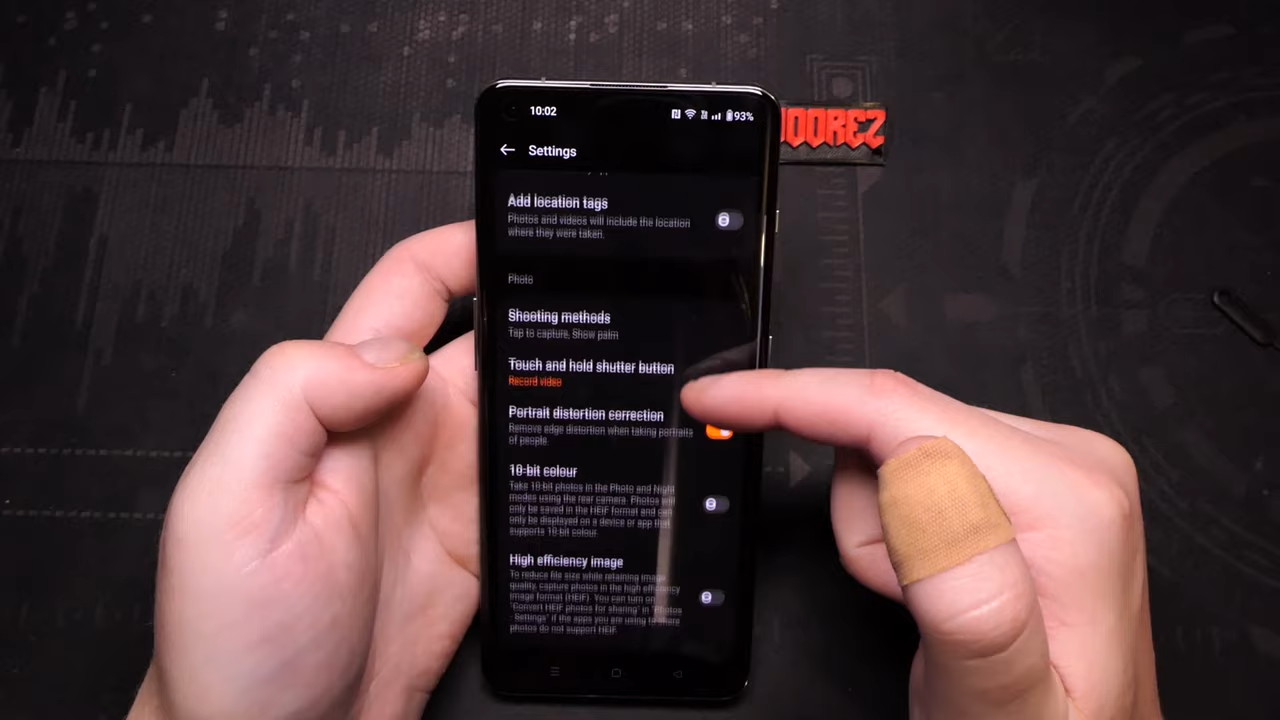 10:02
93%
Settings
Add location tags
Photos and videos will include the location
where they were taken.
Photo
Shooting methods
Tap to capture, Show palm
Touch and hold shutter button
Record video
Portrait distortion correction
Remove edge distortion when taking portraits
of people.
10-bit colour
Take 10-bit photos in the Photo and Night
modes using the rear camera. Photos will
only be saved in the HEIF format and can
only be displayed on a device or app that
supports 10-bit colour.
High efficiency image
To reduce file size while retaining image
quality, capture photos in the high efficiency
image format (HEIF). You can turn on
"Convert HEIF photos for sharing" in "Photos
- Settings" if the apps you are using to share
photos do not support HEIF.